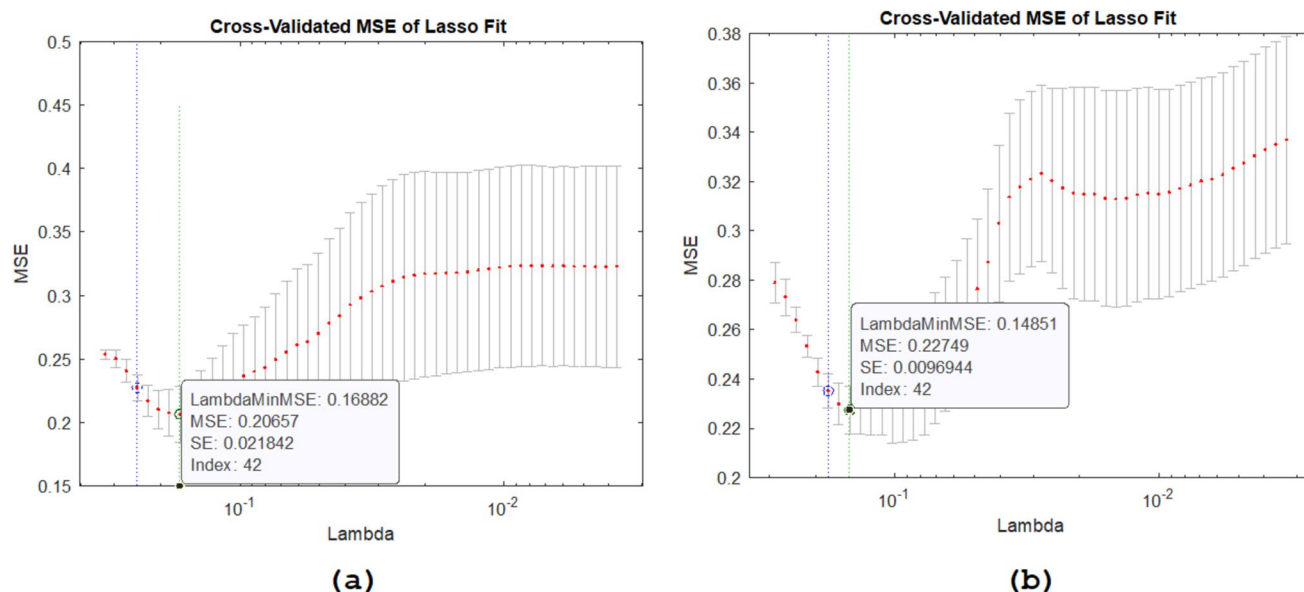 Cross-Validated MSE of Lasso Fit
0.5
0.45
0.4
0.35
0.3
0.25
0.2
0.15
MSE
LambdaMinMSE: 0.16882
MSE: 0.20657
SE: 0.021842
Index: 42
10^-1
10^-2
Lambda
(a)
Cross-Validated MSE of Lasso Fit
0.38
0.36
0.34
0.32
0.3
0.28
0.26
0.24
0.22
0.2
MSE
LambdaMinMSE: 0.14851
MSE: 0.22749
SE: 0.0096944
Index: 42
10^-1
10^-2
Lambda
(b)